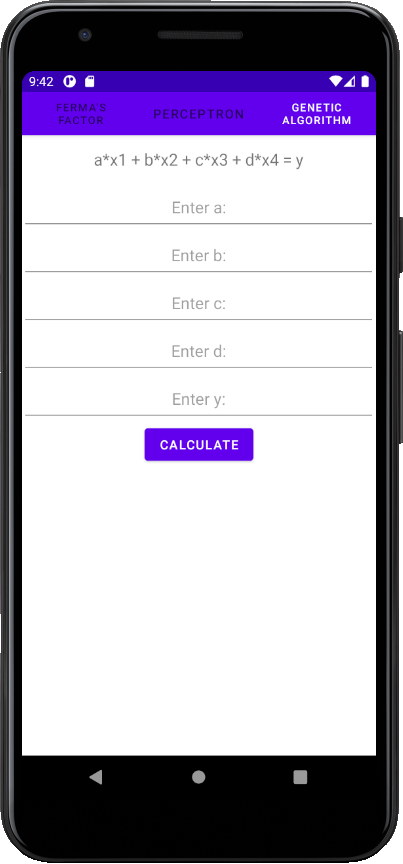 9:42
FERMA'S
FACTOR
PERCEPTRON
GENETIC
ALGORITHM
a*x1 + b*x2 + c*x3 + d*x4 = y
Enter a:
Enter b:
Enter c:
Enter d:
Enter y:
CALCULATE